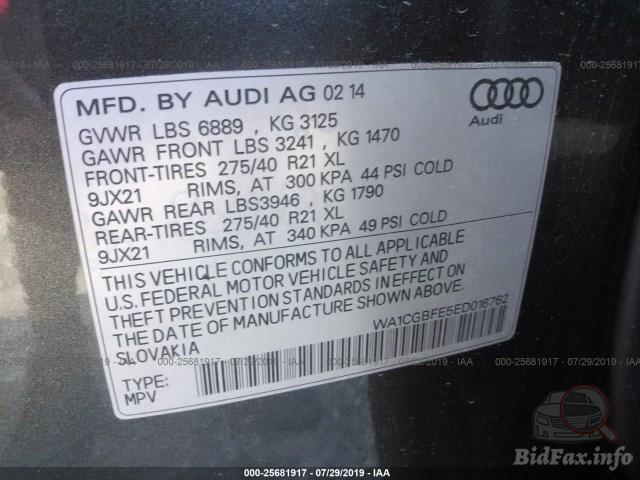 MFD. BY AUDI AG 02 14
Audi
GVWR LBS 6889 , KG 3125
GAWR FRONT LBS 3241 , KG 1470
FRONT-TIRES 275/40 R21 XL
9JX21 RIMS, AT 300 KPA 44 PSI COLD
GAWR REAR LBS3946 , KG 1790
REAR-TIRES 275/40 R21 XL
9JX21 RIMS, AT 340 KPA 49 PSI COLD
THIS VEHICLE CONFORMS TO ALL APPLICABLE
U.S. FEDERAL MOTOR VEHICLE SAFETY AND
THEFT PREVENTION STANDARDS IN EFFECT ON
THE DATE OF MANUFACTURE SHOWN ABOVE.
SLOVAKIA
WA1CGBFE5ED016762
TYPE:
MPV
000-25681917 - 07/29/2019 - IAA
BidFax.info